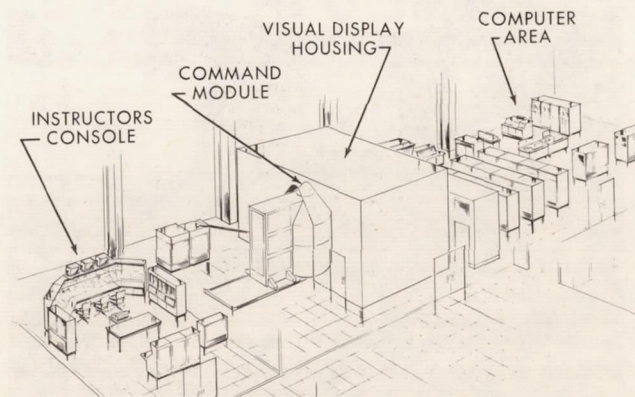 INSTRUCTORS
CONSOLE
COMMAND
MODULE
VISUAL DISPLAY
HOUSING
COMPUTER
AREA